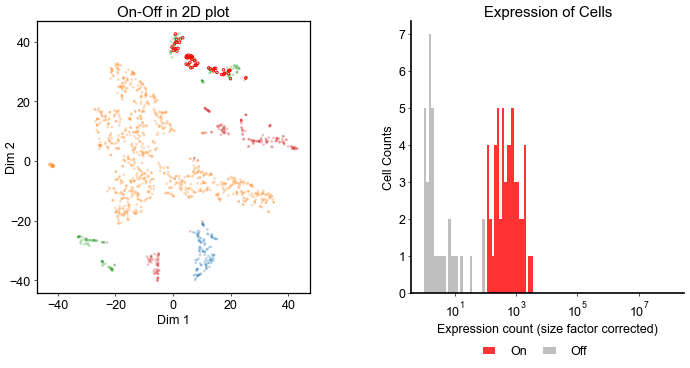 On-Off in 2D plot
40
20
0
−20
−40
Dim 2
−40 −20 0 20 40
Dim 1
Expression of Cells
7
6
5
4
3
2
1
0
Cell Counts
10^1 10^3 10^5 10^7
Expression count (size factor corrected)
On Off